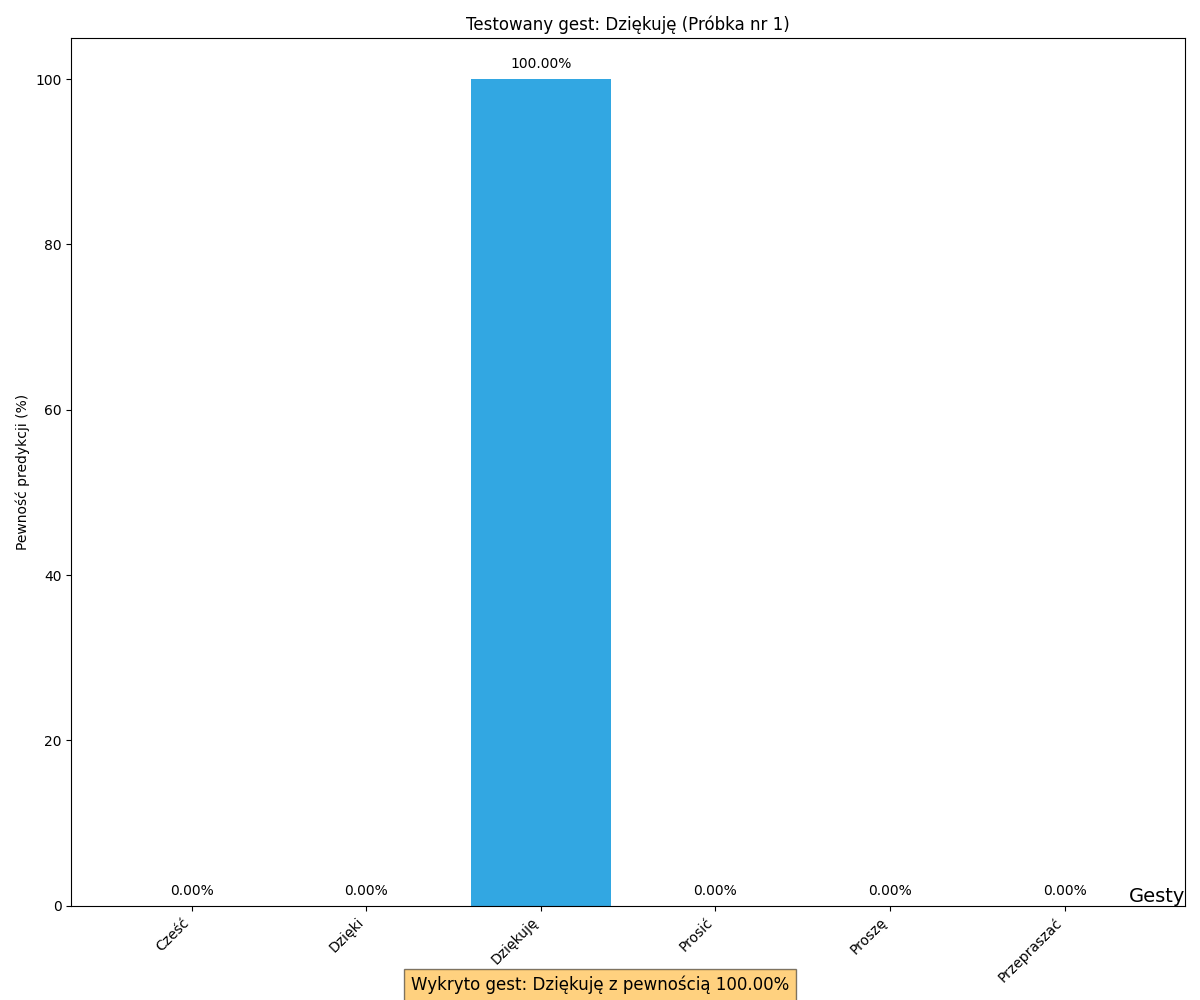 Testowany gest: Dziękuję (Próbka nr 1)
100.00%
100
80
60
Pewność predykcji (%)
40
20
0.00%
0.00%
0.00%
0.00%
0.00%
Gesty
0
Cześć
Dzięki
Dziękuję
Prosić
Proszę
Przepraszać
Wykryto gest: Dziękuję z pewnością 100.00%